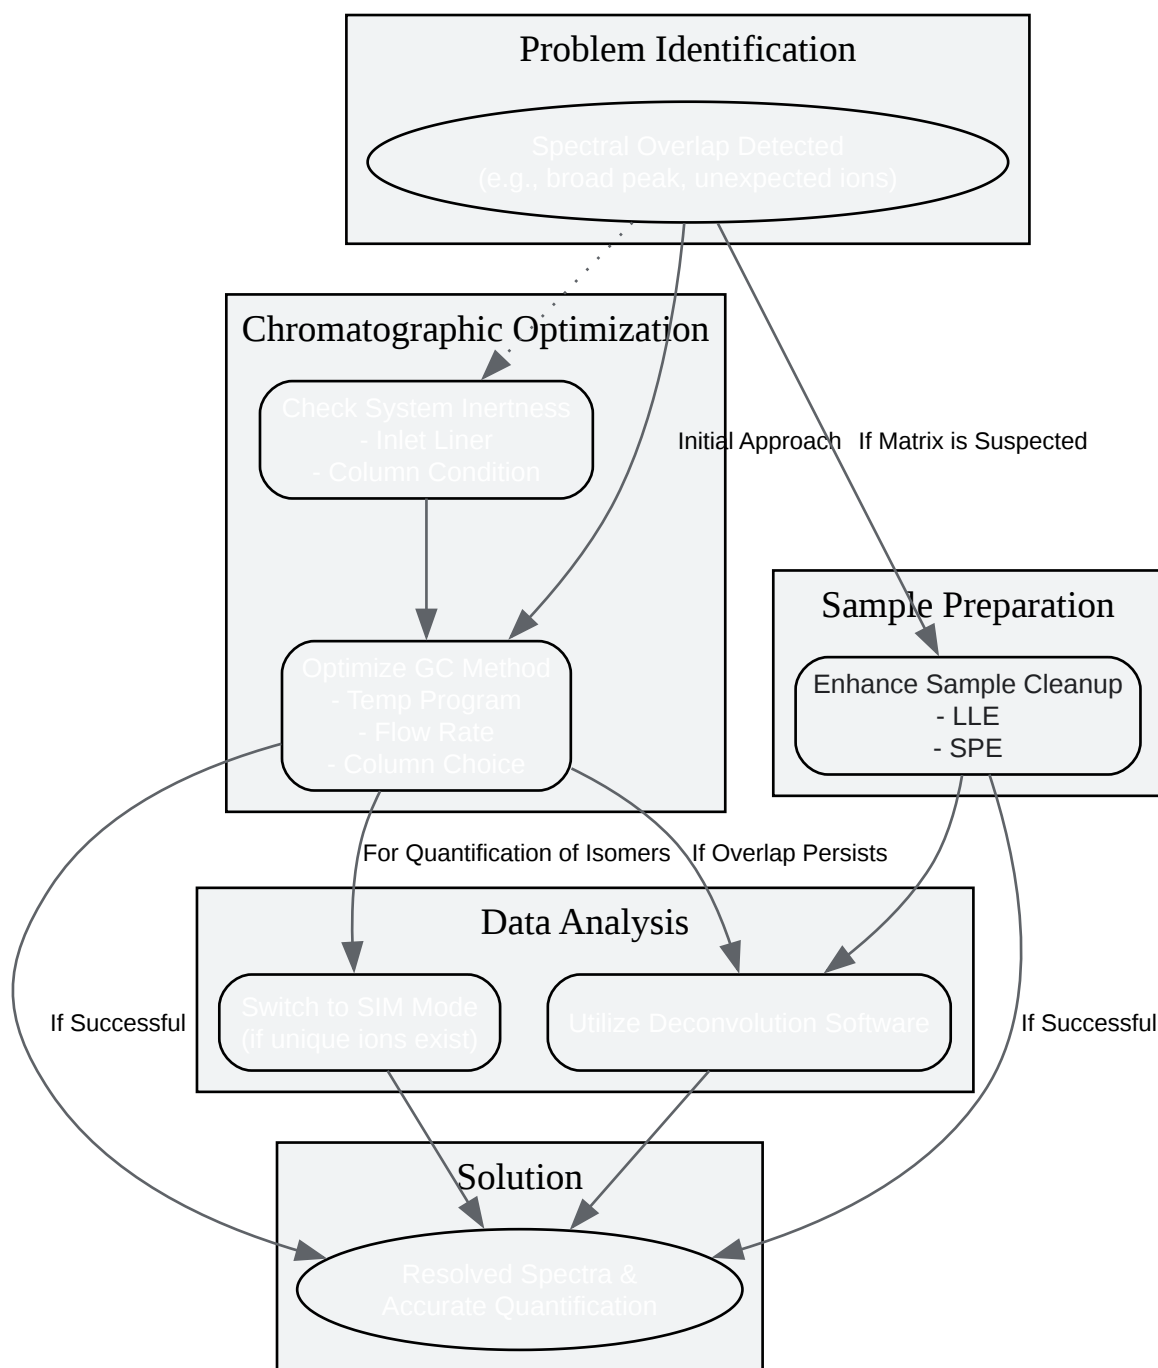 Problem Identification
Spectral Overlap Detected
(e.g., broad peak, unexpected ions)
Chromatographic Optimization
Check System Inertness
- Inlet Liner
- Column Condition
Initial Approach
If Matrix is Suspected
Sample Preparation
Optimize GC Method
- Temp Program
- Flow Rate
- Column Choice
Enhance Sample Cleanup
- LLE
- SPE
For Quantification of Isomers
If Overlap Persists
Data Analysis
Switch to SIM Mode
(if unique ions exist)
Utilize Deconvolution Software
If Successful
If Successful
Solution
Resolved Spectra &
Accurate Quantification